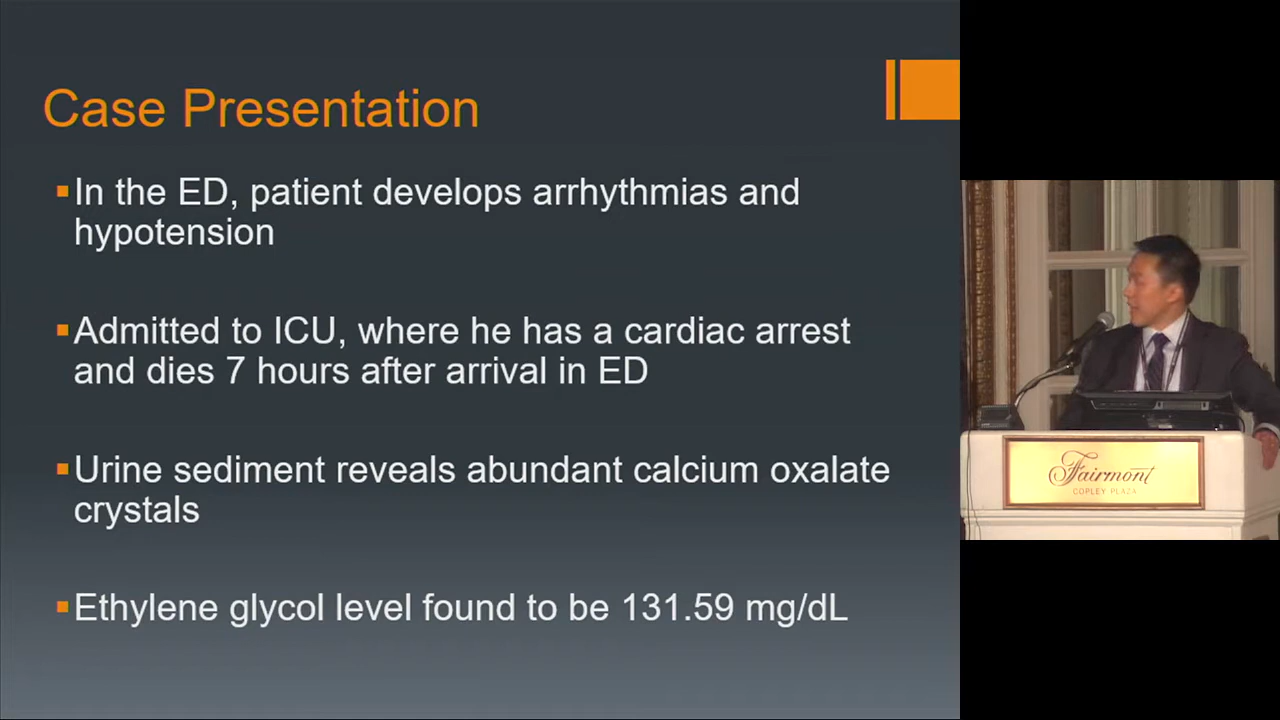 Case Presentation
▪In the ED, patient develops arrhythmias and
hypotension
▪Admitted to ICU, where he has a cardiac arrest
and dies 7 hours after arrival in ED
▪Urine sediment reveals abundant calcium oxalate
crystals
▪Ethylene glycol level found to be 131.59 mg/dL
Fairmont
COPLEY PLAZA